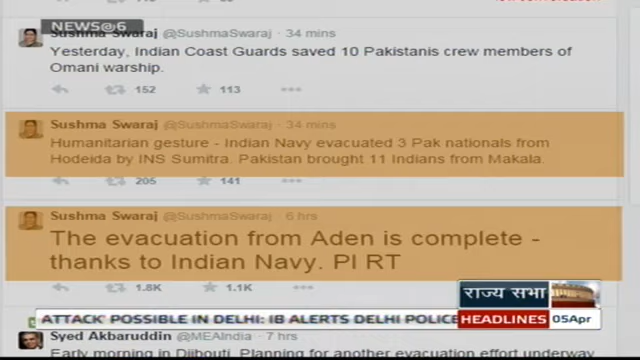 NEWS@6
Sushma Swaraj @SushmaSwaraj · 34 mins
Yesterday, Indian Coast Guards saved 10 Pakistanis crew members of
Omani warship.
152 113
Sushma Swaraj @SushmaSwaraj · 34 mins
Humanitarian gesture - Indian Navy evacuated 3 Pak nationals from
Hodeida by INS Sumitra. Pakistan brought 11 Indians from Makala.
205 141
Sushma Swaraj @SushmaSwaraj · 6 hrs
The evacuation from Aden is complete -
thanks to Indian Navy. Pl RT
1.8K 1.1K
राज्य सभा
ATTACK' POSSIBLE IN DELHI: IB ALERTS DELHI POLICE
HEADLINES 05Apr
Syed Akbaruddin @MEAIndia · 7 hrs
Early morning in Djibouti. Planning for another evacuation effort underway